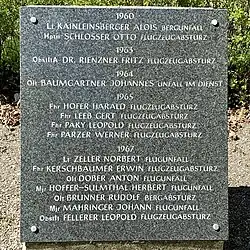 1960
Lt KAINLEINSBERGER ALOIS BERGUNFALL
Hptm SCHLOSSER OTTO FLUGZEUGABSTURZ
1963
ObstltA DR. RIENZNER FRITZ FLUGZEUGABSTURZ
1964
Olt BAUMGARTNER JOHANNES UNFALL IM DIENST
1965
Fhr HOFER HARALD FLUGZEUGABSTURZ
Fhr LEEB GERT FLUGZEUGABSTURZ
Fhr PAKY LEOPOLD FLUGZEUGABSTURZ
Fhr PARZER WERNER FLUGZEUGABSTURZ
1967
Lt ZELLER NORBERT FLUGUNFALL
Lt KERSCHBAUMER ERWIN FLUGZEUGABSTURZ
Olt DOBER ANTON FLUGUNFALL
Mjr HOFFER-SULMTHAL HERBERT FLUGUNFALL
Olt BRUNNER RUDOLF BERGABSTURZ
Mjr MAHRINGER JOHANN FLUGUNFALL
Obstlt FELLERER LEOPOLD FLUGZEUGABSTURZ